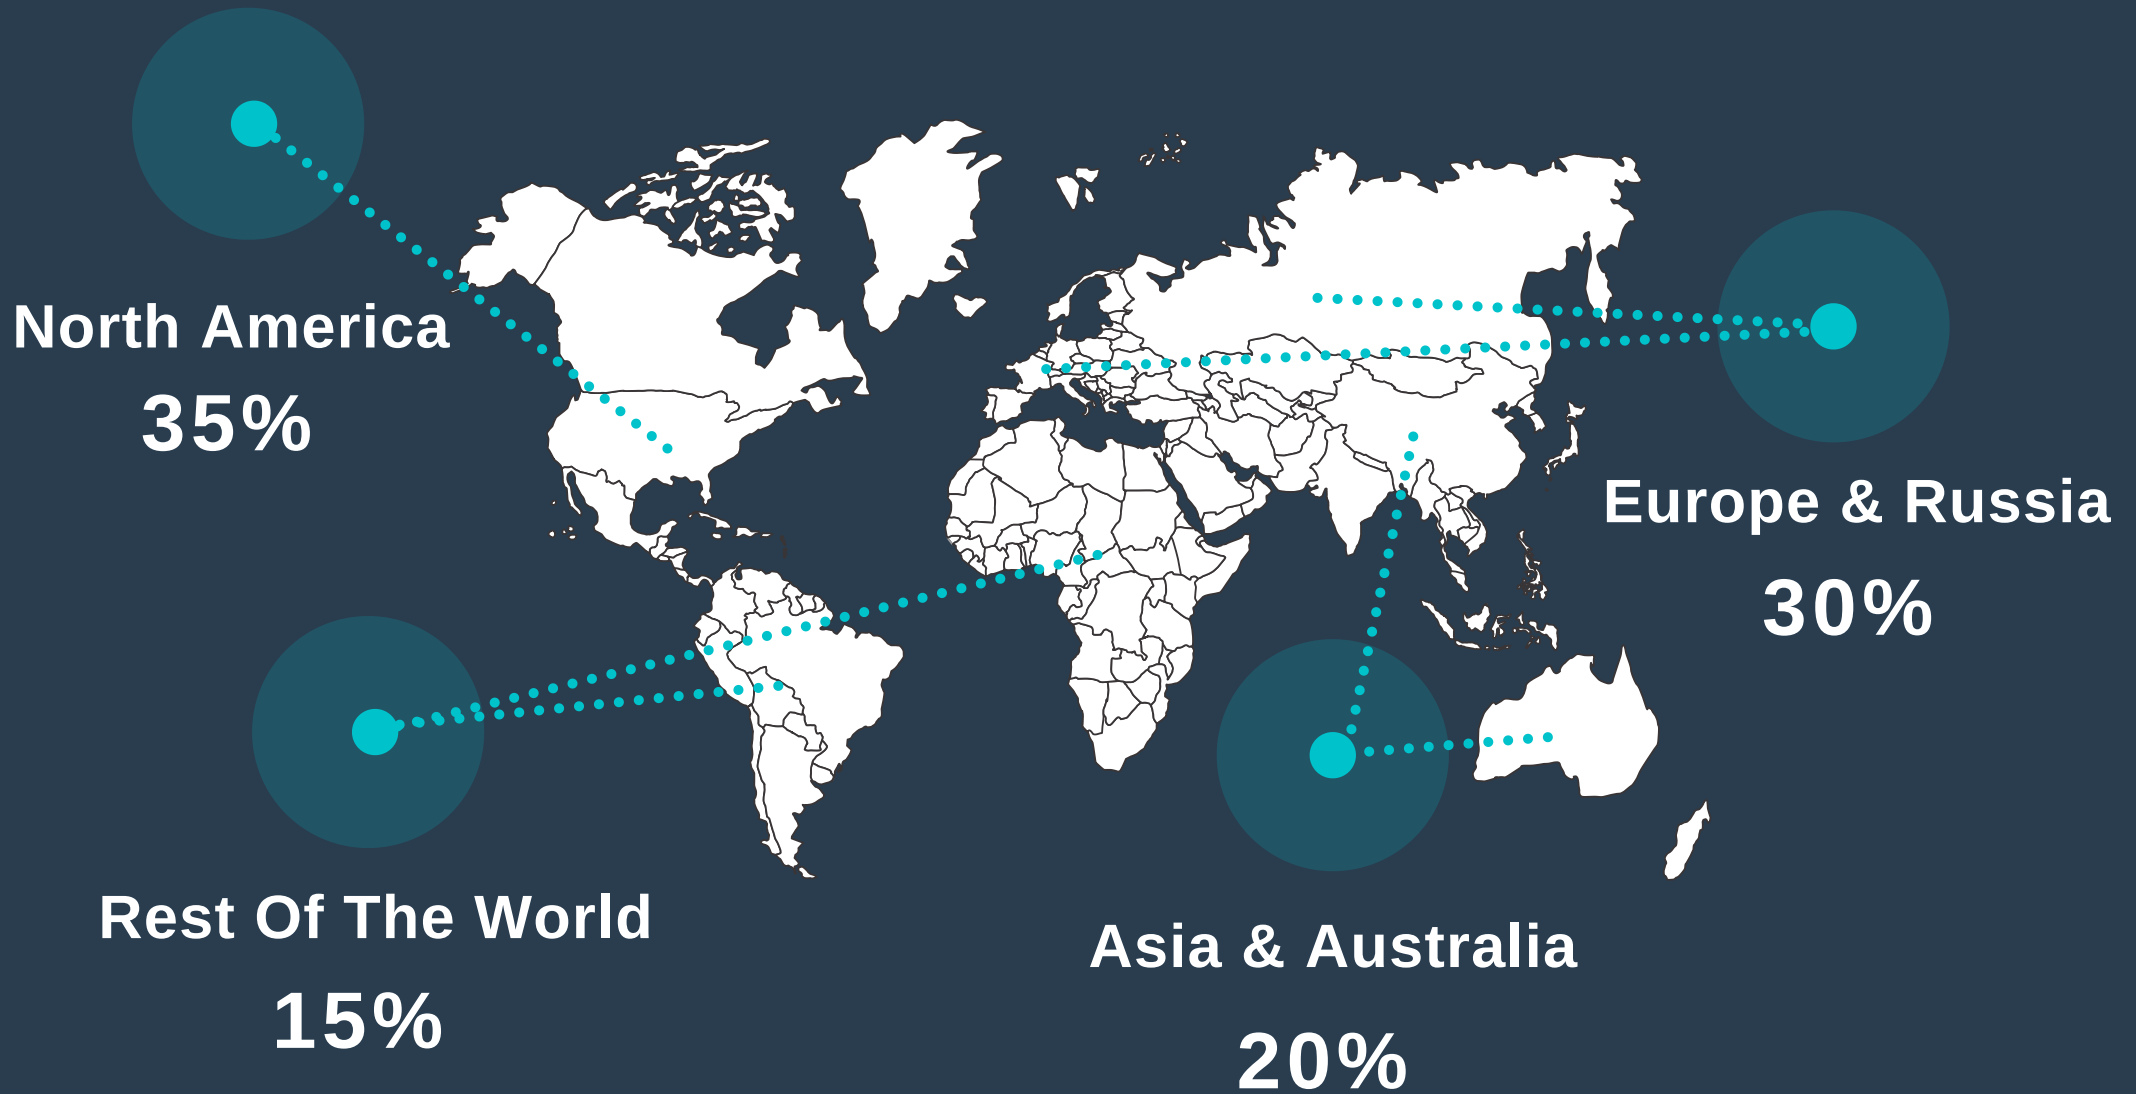 North America
35%
Europe & Russia
30%
Rest Of The World
15%
Asia & Australia
20%